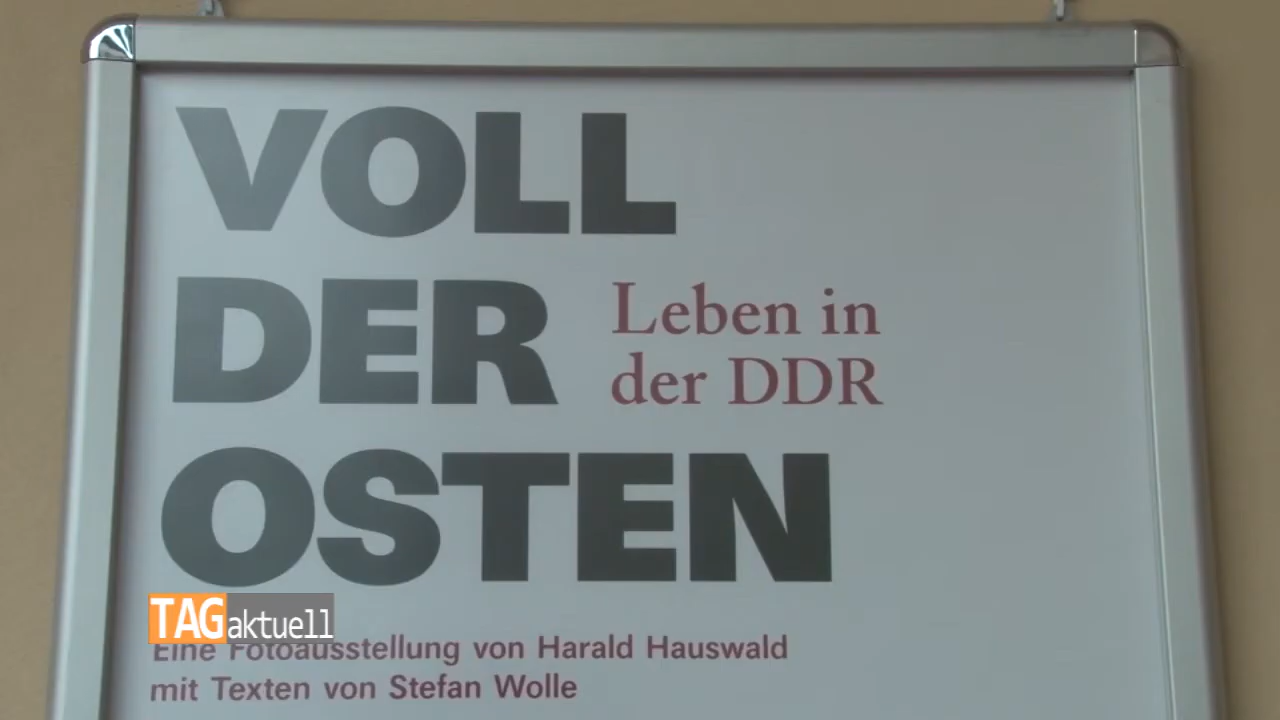 VOLL
DER
OSTEN
Leben in
der DDR
TAGaktuell
Eine Fotoausstellung von Harald Hauswald
mit Texten von Stefan Wolle